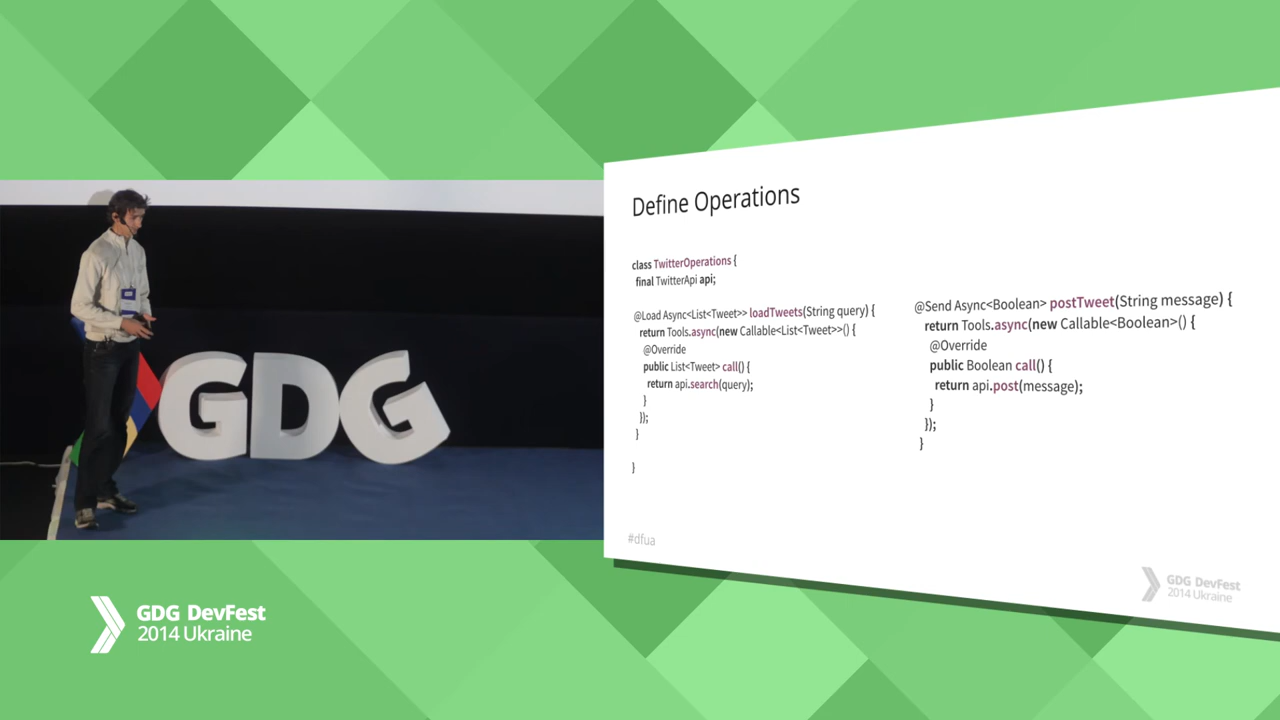 Define Operations
class TwitterOperations {
final TwitterApi api;
@Load Async<List<Tweet>> loadTweets(String query) {
return Tools.async(new Callable<List<Tweet>>() {
@Override
public List<Tweet> call() {
return api.search(query);
}
});
}
}
@Send Async<Boolean> postTweet(String message) {
return Tools.async(new Callable<Boolean>() {
@Override
public Boolean call() {
return api.post(message);
}
});
}
#dfua
GDG DevFest
2014 Ukraine
GDG
GDG DevFest
2014 Ukraine